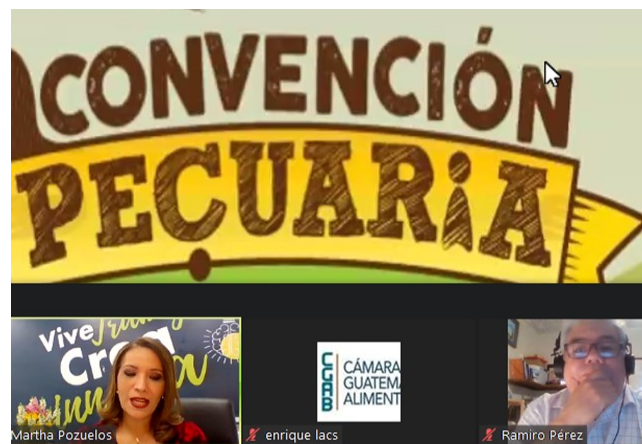 CONVENCIÓN
PECUARIA
Vive
Crea
Martha Pozuelos
CGAB
CÁMARA
GUATEMA
ALIMENT
enrique lacs
Ramiro Pérez